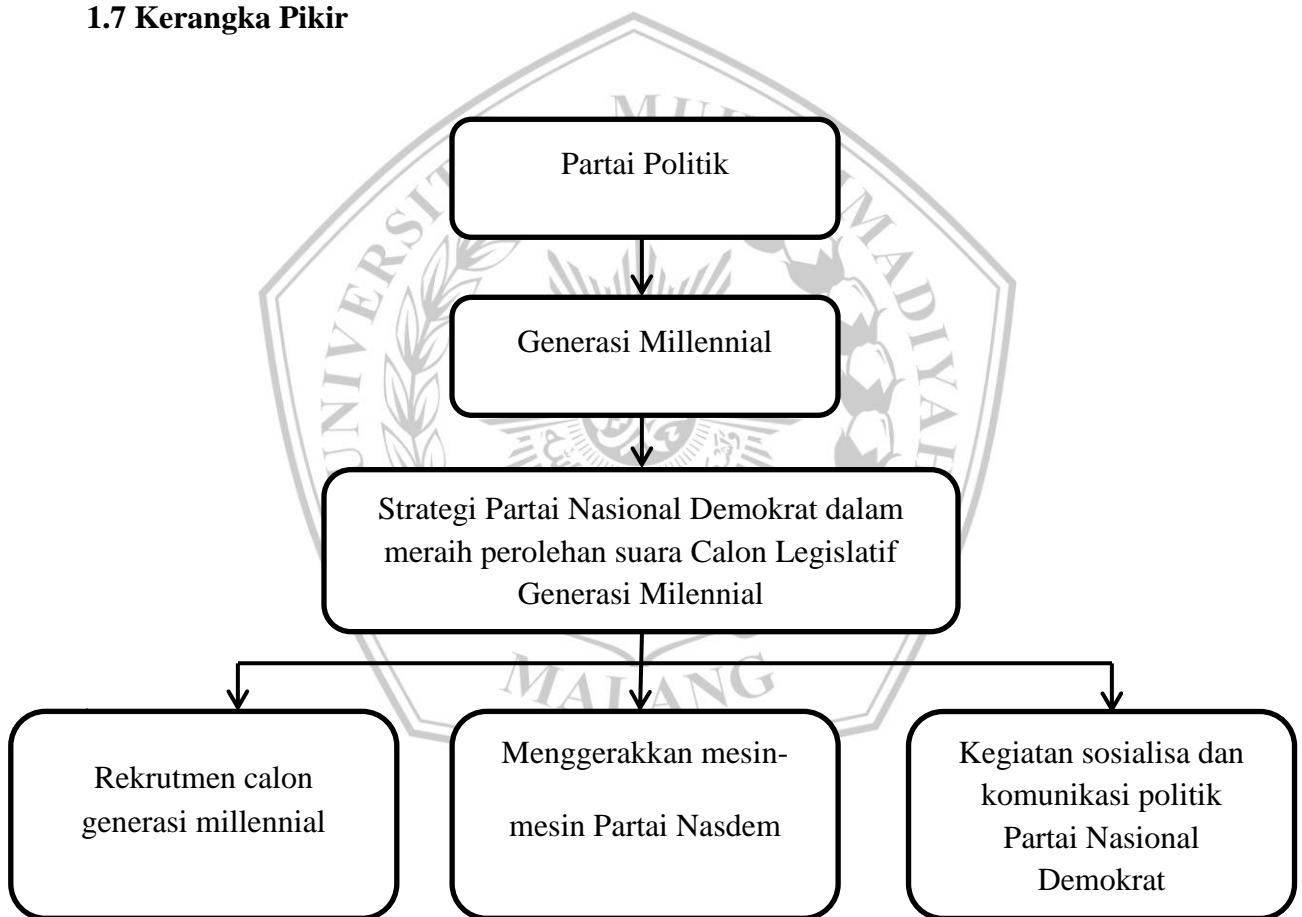 1.7 Kerangka Pikir
Partai Politik
Generasi Millennial
Strategi Partai Nasional Demokrat dalam
meraih perolehan suara Calon Legislatif
Generasi Milennial
Rekrutmen calon
generasi millennial
Menggerakkan mesin-
mesin Partai Nasdem
Kegiatan sosialisa dan
komunikasi politik
Partai Nasional
Demokrat
MALANG